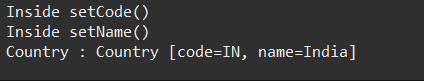 Inside setCode()
Inside setName()
Country : Country [code=IN, name=India]